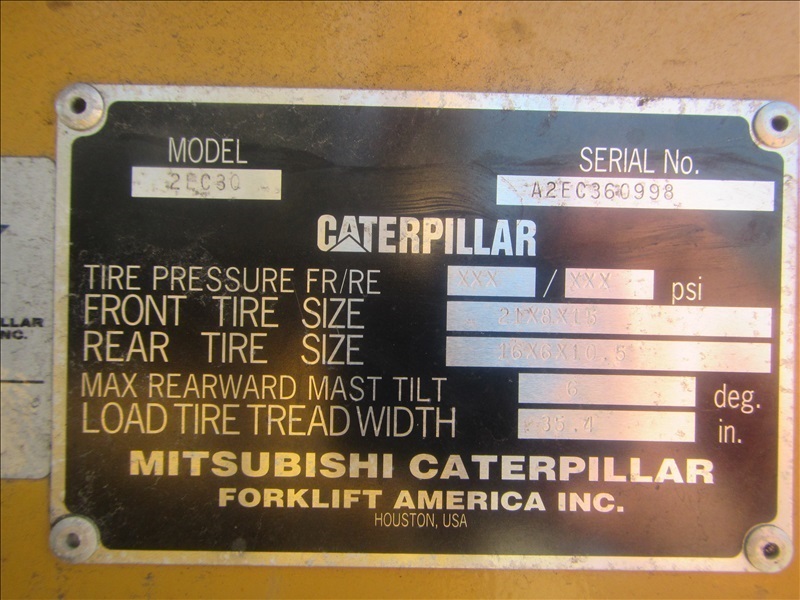 MODEL
2EC30
SERIAL No.
A2EC360998
CATERPILLAR
TIRE PRESSURE FR/RE XXX / XXX psi
FRONT TIRE SIZE 21X8X15
REAR TIRE SIZE 16X6X10.5
MAX REARWARD MAST TILT 6 deg.
LOAD TIRE TREAD WIDTH 35.4 in.
MITSUBISHI CATERPILLAR
FORKLIFT AMERICA INC.
HOUSTON, USA
LLAR
NC.